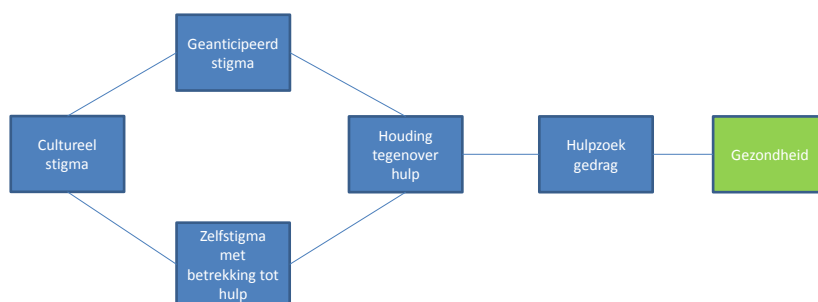 Geanticipeerd
stigma
Cultureel
stigma
Houding
tegenover
hulp
Hulpzoek
gedrag
Gezondheid
Zelfstigma
met
betrekking tot
hulp